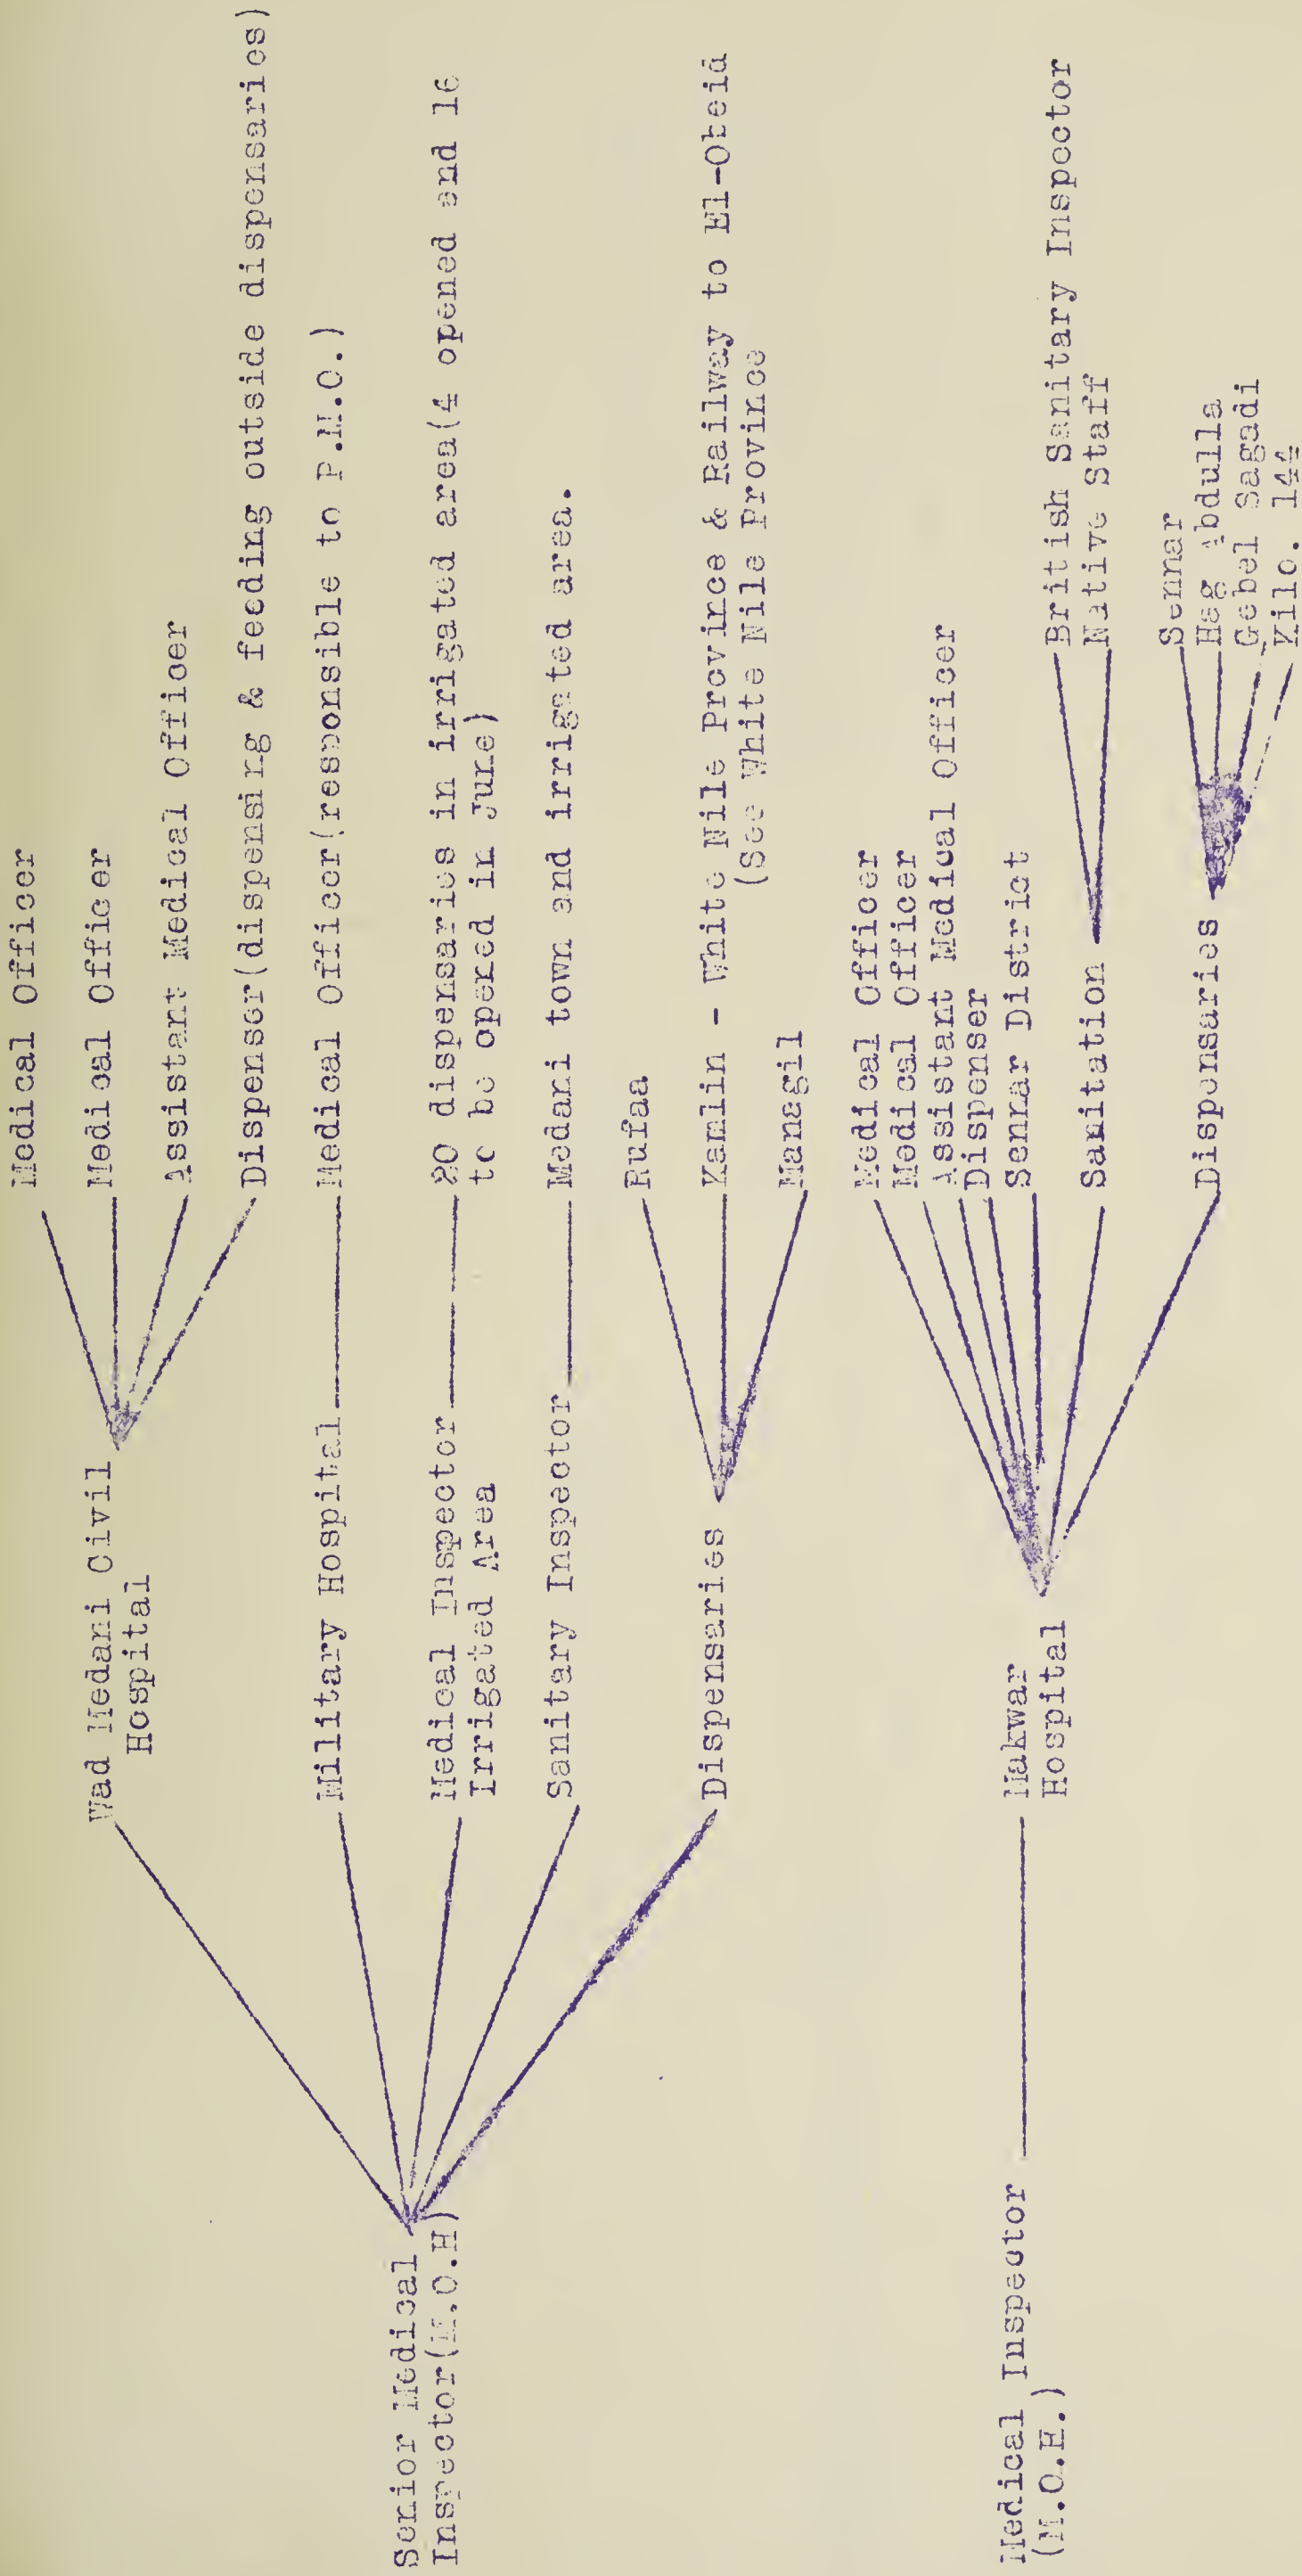 Medical Officer
Medical Officer
Assistant Medical Officer
Dispenser(dispensing & feeding outside dispensaries)
Wad Medani Civil
Hospital
Military Hospital
Medical Officer(responsible to P.M.O.)
Senior Medical
Inspector(M.O.H)
Medical Inspector
Irrigated Area
20 dispensaries in irrigated area(4 opened and 16
to be opened in June)
Sanitary Inspector
Medani town and irrigated area.
Dispensaries
Rufaa
Kamlin - White Nile Province & Railway to El-Obeid
(See White Nile Province
Managil
Medical Inspector
(M.O.H.)
Makwar
Hospital
Medical Officer
Medical Officer
Assistant Medical Officer
Dispenser
Sennar District
Sanitation
British Sanitary Inspector
Native Staff
Dispensaries
Sennar
Hag Abdulla
Gebel Sagadi
Kilo. 144